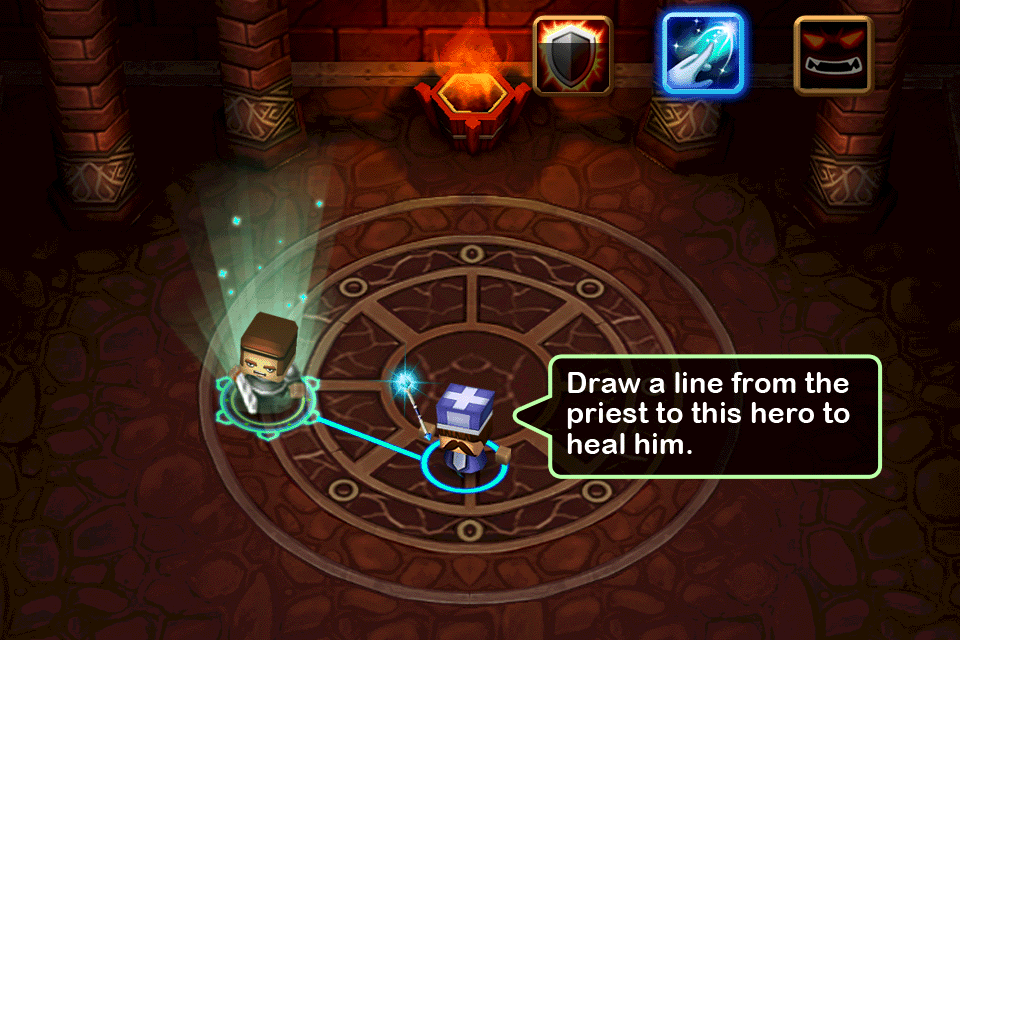 Draw a line from the
priest to this hero to
heal him.